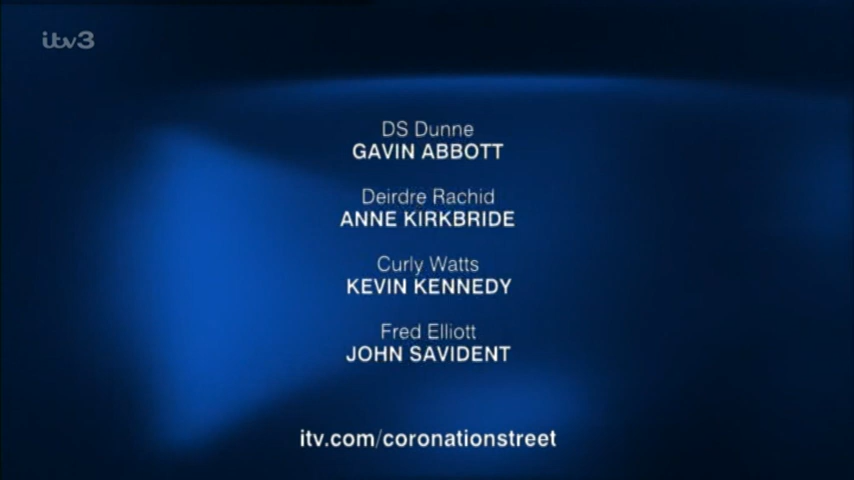 itv3
DS Dunne
GAVIN ABBOTT
Deirdre Rachid
ANNE KIRKBRIDE
Curly Watts
KEVIN KENNEDY
Fred Elliott
JOHN SAVIDENT
itv.com/coronationstreet